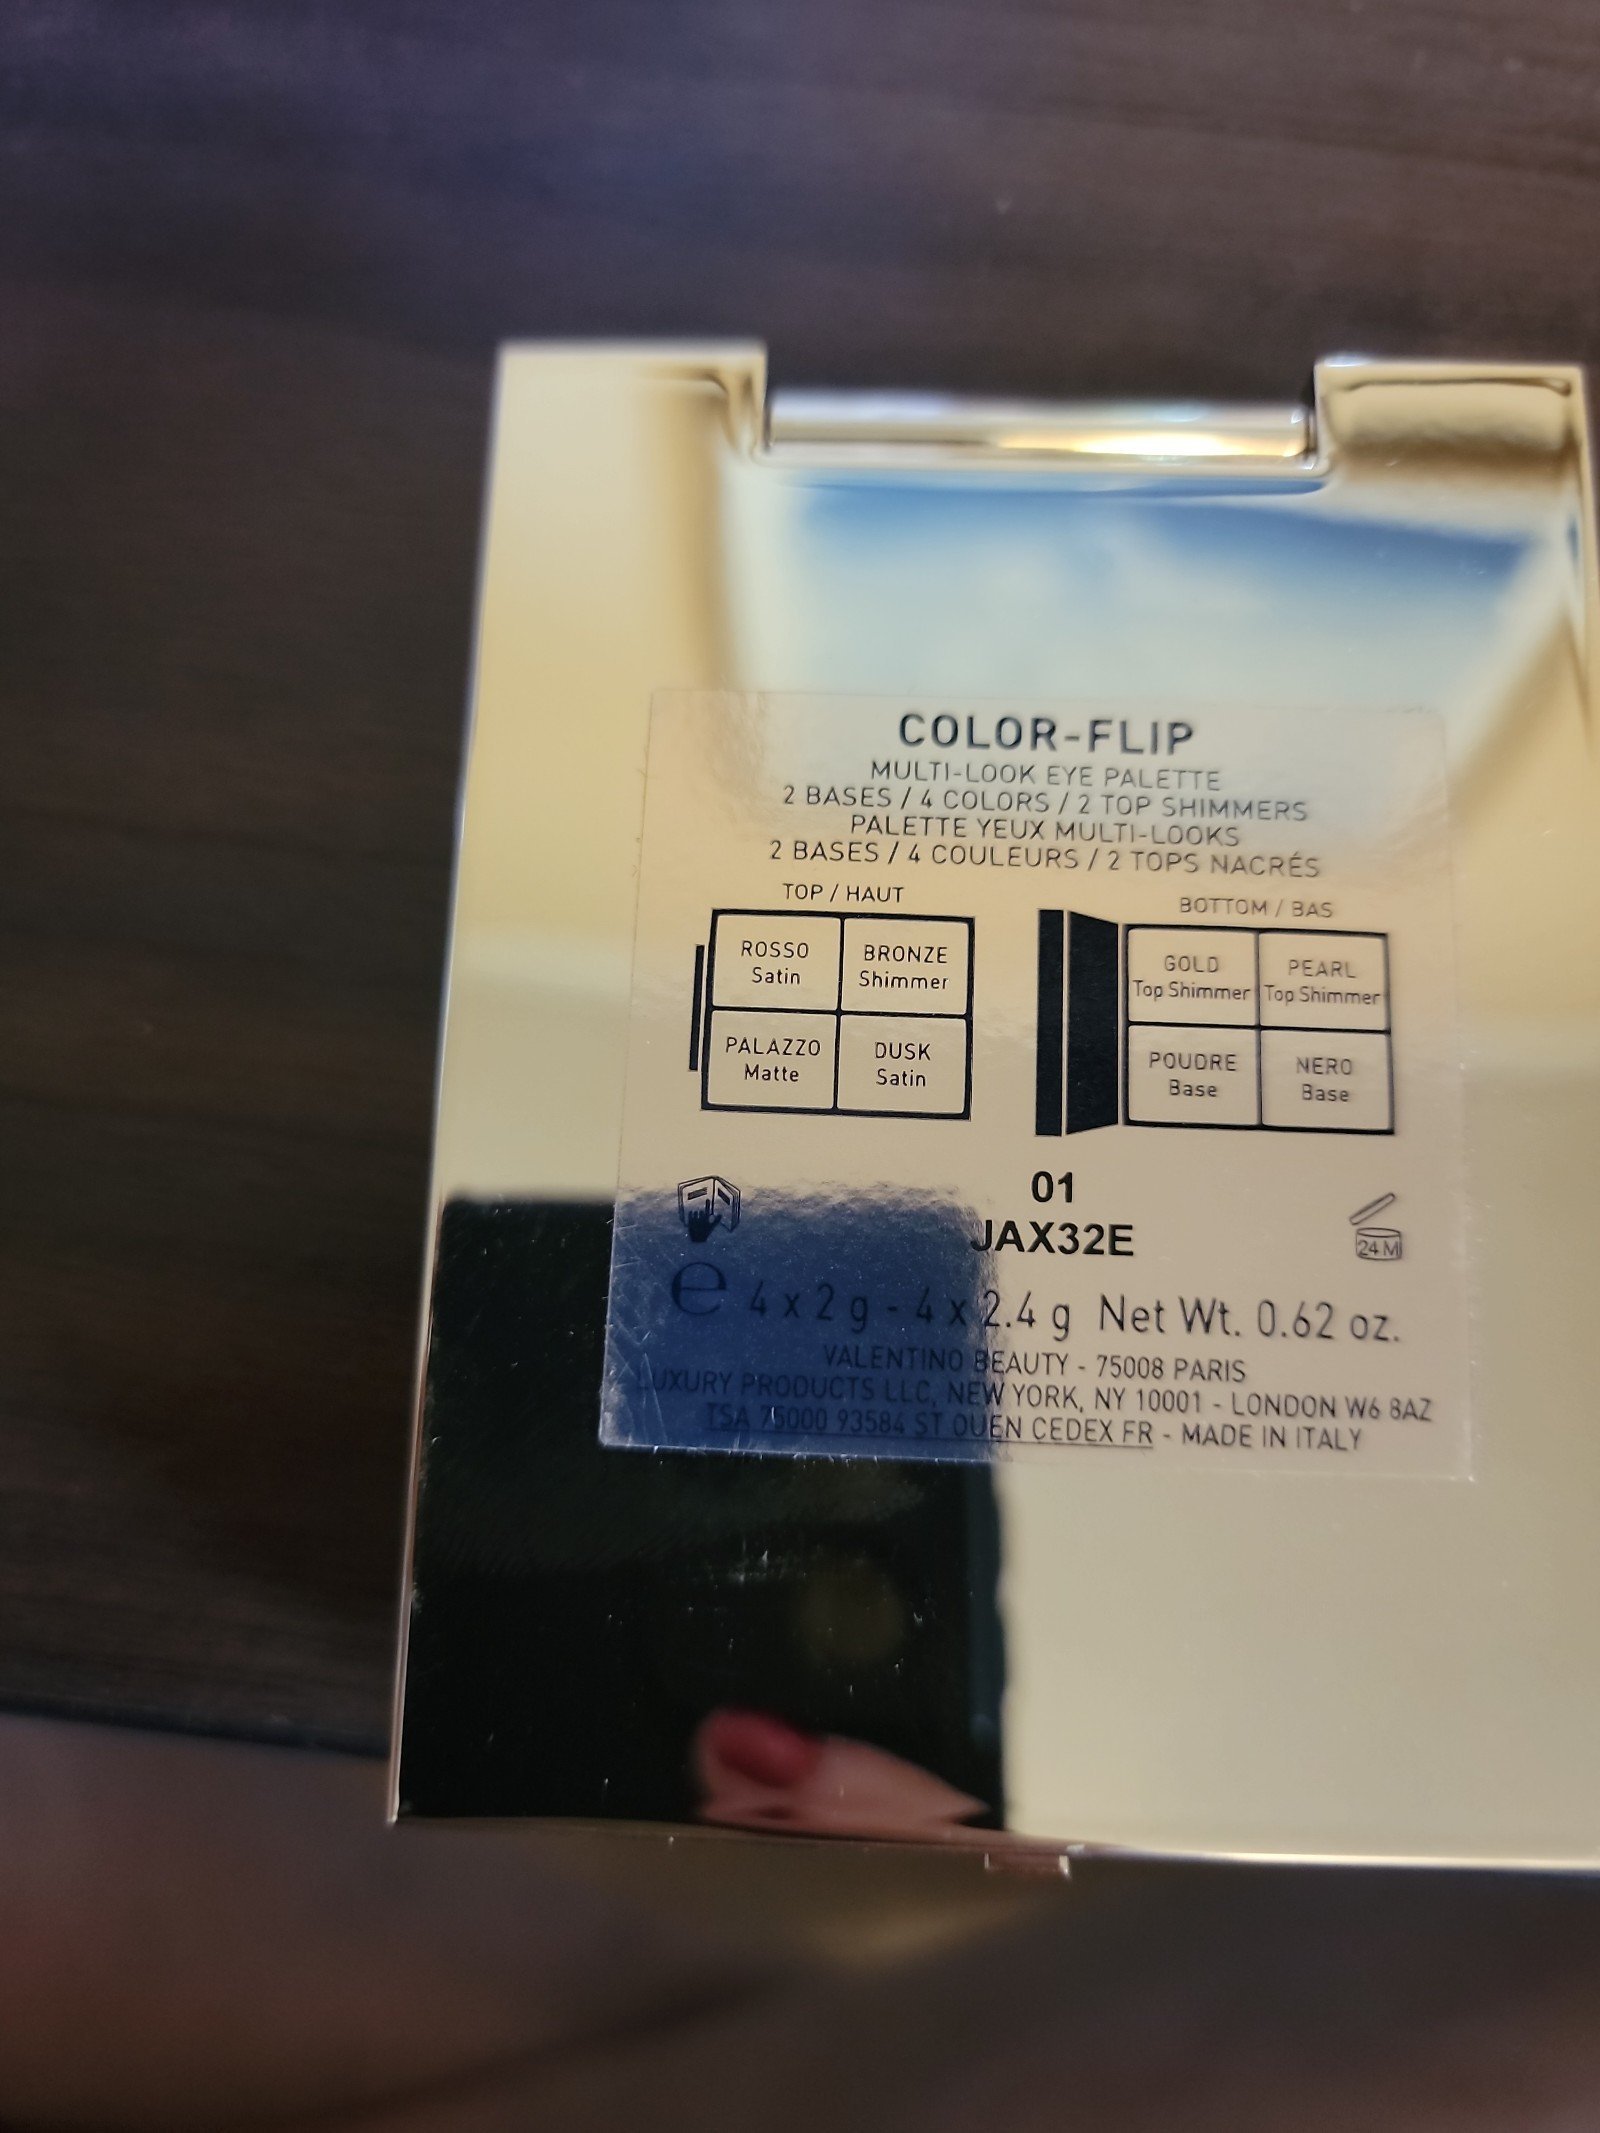 COLOR-FLIP
MULTI-LOOK EYE PALETTE
2 BASES / 4 COLORS / 2 TOP SHIMMERS
PALETTE YEUX MULTI-LOOKS
2 BASES / 4 COULEURS / 2 TOPS NACRÉS
TOP / HAUT
ROSSO
Satin
BRONZE
Shimmer
PALAZZO
Matte
DUSK
Satin
BOTTOM / BAS
GOLD
Top Shimmer
PEARL
Top Shimmer
POUDRE
Base
NERO
Base
01
JAX32E
24 M
e 4 x 2 g - 4 x 2.4 g Net Wt. 0.62 oz.
VALENTINO BEAUTY - 75008 PARIS
LUXURY PRODUCTS LLC, NEW YORK, NY 10001 - LONDON W6 8AZ
TSA 75000 93584 ST OUEN CEDEX FR - MADE IN ITALY